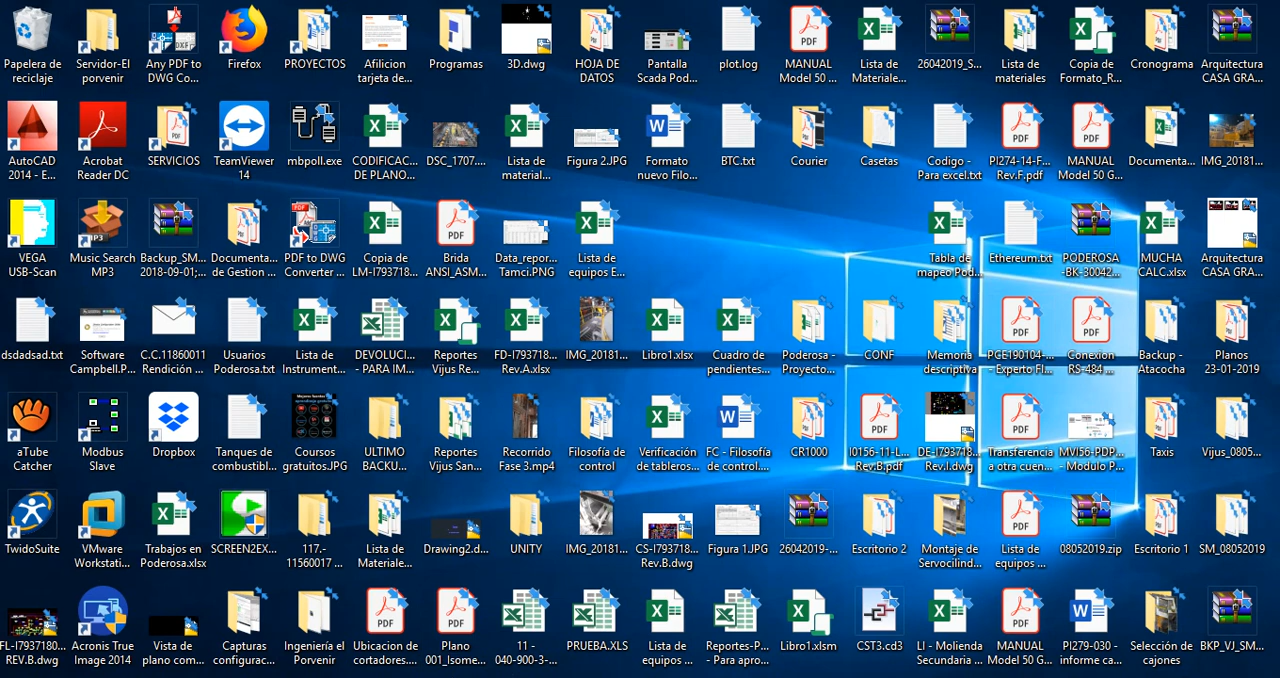 Papelera de reciclaje
Servidor-El porvenir
Any PDF to DWG Co...
Firefox
PROYECTOS
Afilicion tarjeta de...
Programas
3D.dwg
HOJA DE DATOS
Pantalla Scada Pod...
plot.log
MANUAL Model 50 ...
Lista de Materiale...
26042019_S...
Lista de materiales
Copia de Formato_R...
Cronograma
Arquitectura CASA GRA...
AutoCAD 2014 - E...
Acrobat Reader DC
SERVICIOS
TeamViewer 14
mbpoll.exe
CODIFICAC... DE PLANO...
DSC_1707....
Lista de material...
Figura 2.JPG
Formato nuevo Filo...
BTC.txt
Courier
Casetas
Codigo - Para excel.txt
PI274-14-F... Rev.F.pdf
MANUAL Model 50 G...
Documenta...
IMG_20181...
VEGA USB-Scan
Music Search MP3
Backup_SM... 2018-09-01;...
Documenta... de Gestion ...
PDF to DWG Converter ...
Copia de LM-I793718...
Brida ANSI_ASM...
Data_repor... Tamci.PNG
Lista de equipos E...
Tabla de mapeo Pod...
Ethereum.txt
PODEROSA -BK-30042...
MUCHA CALC.xlsx
Arquitectura CASA GRA...
dsdadsad.txt
Software Campbell.P...
C.C.11860011 Rendición ...
Usuarios Poderosa.txt
Lista de Instrument...
DEVOLUCI... - PARA IM...
Reportes Vijus Re...
FD-I793718... Rev.A.xlsx
IMG_20181...
Libro1.xlsx
Cuadro de pendientes...
Poderosa - Proyecto...
CONF
Memoria descriptiva
PCE190104-... - Experto Fl...
Conexion RS-484 ...
Backup - Atacocha
Planos 23-01-2019
aTube Catcher
Modbus Slave
Dropbox
Tanques de combustibl...
Coursos gratuitos.JPG
ULTIMO BACKU...
Reportes Vijus San...
Recorrido Fase 3.mp4
Filosofía de control
Verificación de tableros...
FC - Filosofía de control....
CR1000
I0156-11-L... Rev.B.pdf
DE-I793718... Rev.I.dwg
Transferencia a otra cuen...
MVI56-PDP... - Modulo P...
Taxis
Vijus_0805...
TwidoSuite
VMware Workstati...
Trabajos en Poderosa.xlsx
SCREEN2EX...
117.- 11560017 ...
Lista de Materiale...
Drawing2.d...
UNITY
IMG_20181...
CS-I793718... Rev.B.dwg
Figura 1.JPG
26042019-...
Escritorio 2
Montaje de Servocilind...
Lista de equipos ...
08052019.zip
Escritorio 1
SM_08052019
FL-I7937180... REV.B.dwg
Acronis True Image 2014
Vista de plano com...
Capturas configurac...
Ingeniería el Porvenir
Ubicacion de cortadores....
Plano 001_Isome...
11 - 040-900-3-...
PRUEBA.XLS
Lista de equipos ...
Reportes-P... - Para apro...
Libro1.xlsm
CST3.cd3
LI - Molienda Secundaria ...
MANUAL Model 50 G...
PI279-030 - informe ca...
Selección de cajones
BKP_VJ_SM...